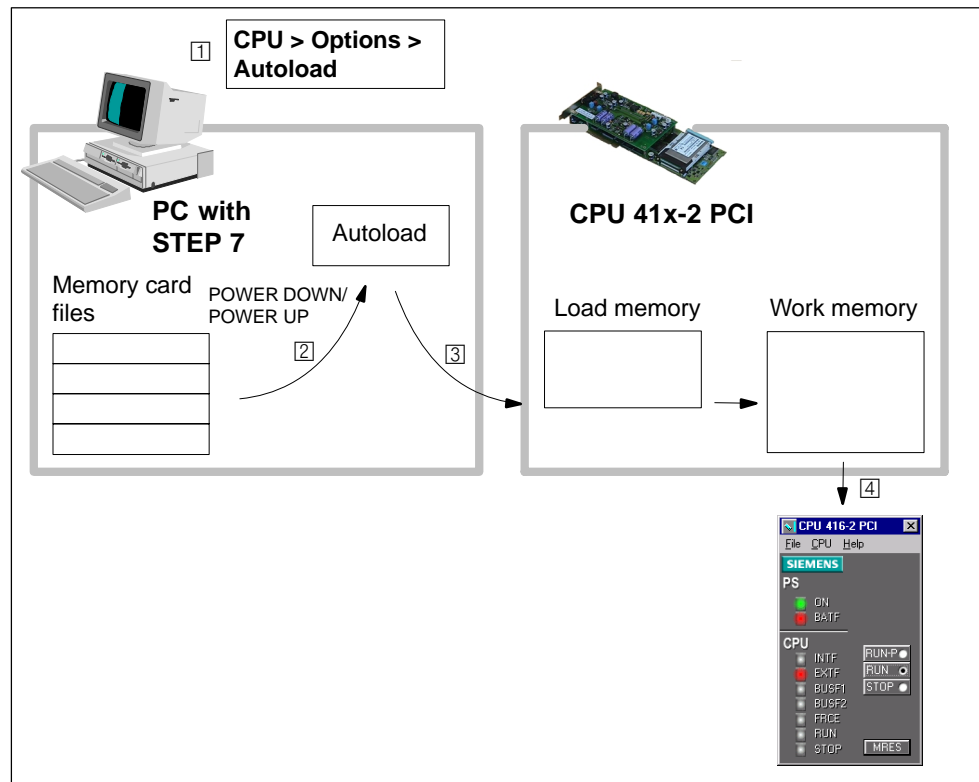 1
CPU > Options >
Autoload
PC with
STEP 7
Autoload
Memory card
files
POWER DOWN/
POWER UP
2
3
CPU 41x-2 PCI
Load memory
Work memory
4
CPU 416-2 PCI
File CPU Help
SIEMENS
PS
ON
BATF
CPU
INTF
EXTF
BUSF1
BUSF2
FRCE
RUN
STOP
RUN-P
RUN
STOP
MRES